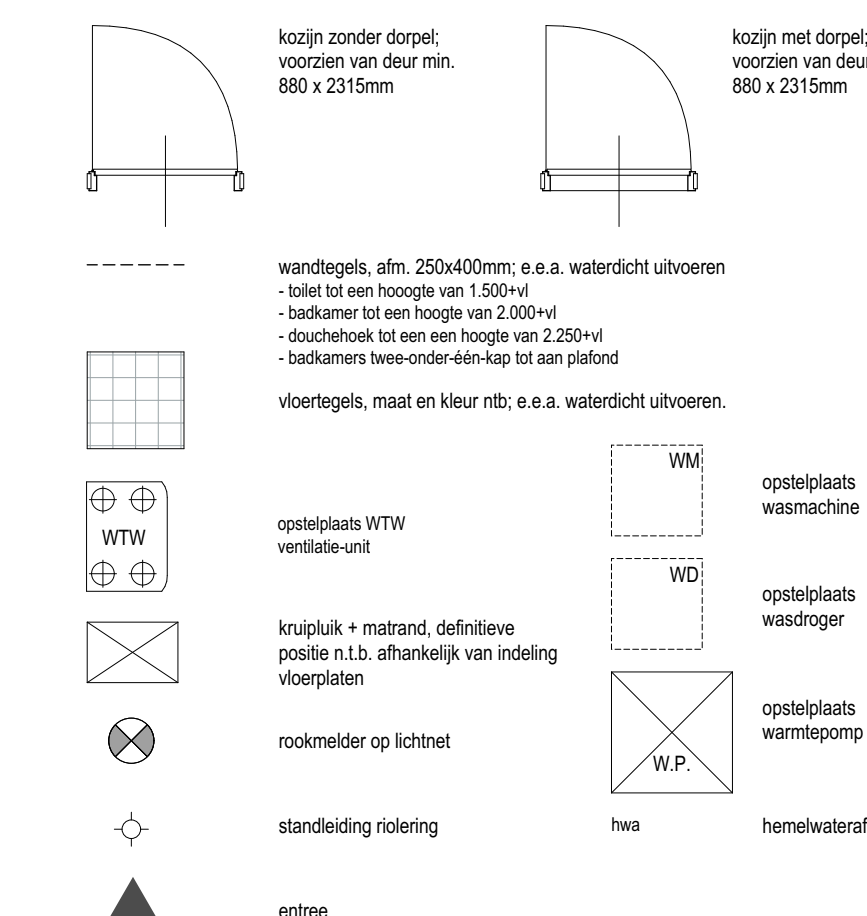 kozijn zonder dorpel;
voorzien van deur min.
880 x 2315mm
kozijn met dorpel;
voorzien van deur
880 x 2315mm
wandtegels, afm. 250x400mm; e.e.a. waterdicht uitvoeren
- toilet tot een hooogte van 1.500+vl
- badkamer tot een hoogte van 2.000+vl
- douchehoek tot een een hoogte van 2.250+vl
- badkamers twee-onder-één-kap tot aan plafond
vloertegels, maat en kleur ntb; e.e.a. waterdicht uitvoeren.
WTW
opstelplaats WTW
ventilatie-unit
WM
opstelplaats
wasmachine
WD
opstelplaats
wasdroger
kruipluik + matrand, definitieve
positie n.t.b. afhankelijk van indeling
vloerplaten
rookmelder op lichtnet
W.P.
opstelplaats
warmtepomp
standleiding riolering
hwa
hemelwateraf
entree